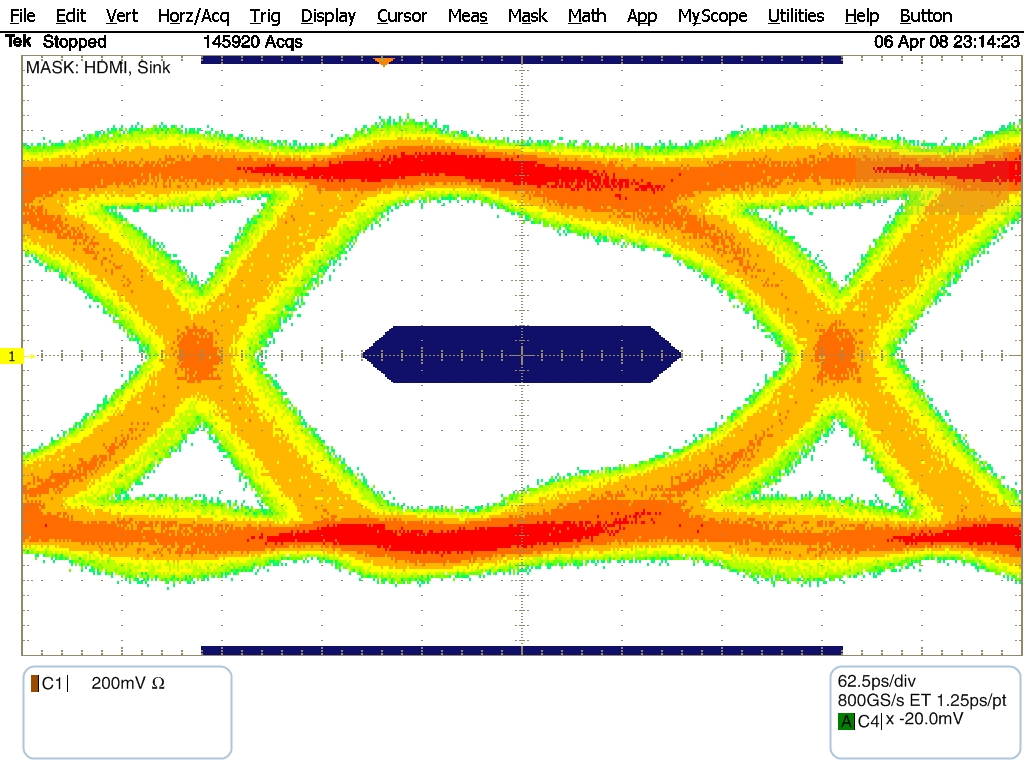 File Edit Vert Horz/Acq Trig Display Cursor Meas Mask Math App MyScope Utilities Help Button
Tek Stopped 145920 Acqs 06 Apr 08 23:14:23
MASK: HDMI, Sink
1
C1 200mV Ω
62.5ps/div
800GS/s ET 1.25ps/pt
A C4 x -20.0mV